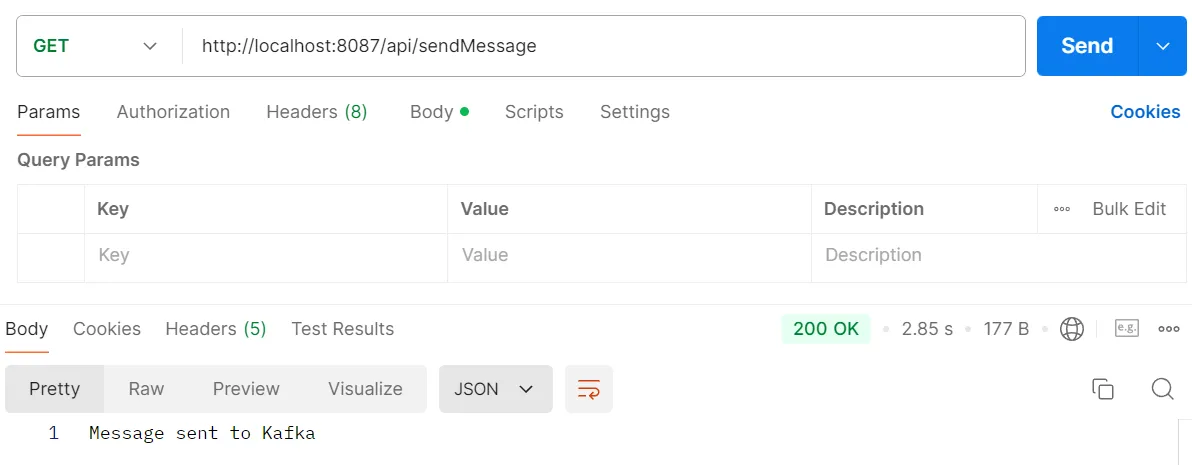 GET http://localhost:8087/api/sendMessage Send
Params Authorization Headers (8) Body Scripts Settings Cookies
Query Params
Key Value Description Bulk Edit
Key Value Description
Body Cookies Headers (5) Test Results 200 OK 2.85 s 177 B e.g.
Pretty Raw Preview Visualize JSON
1 Message sent to Kafka